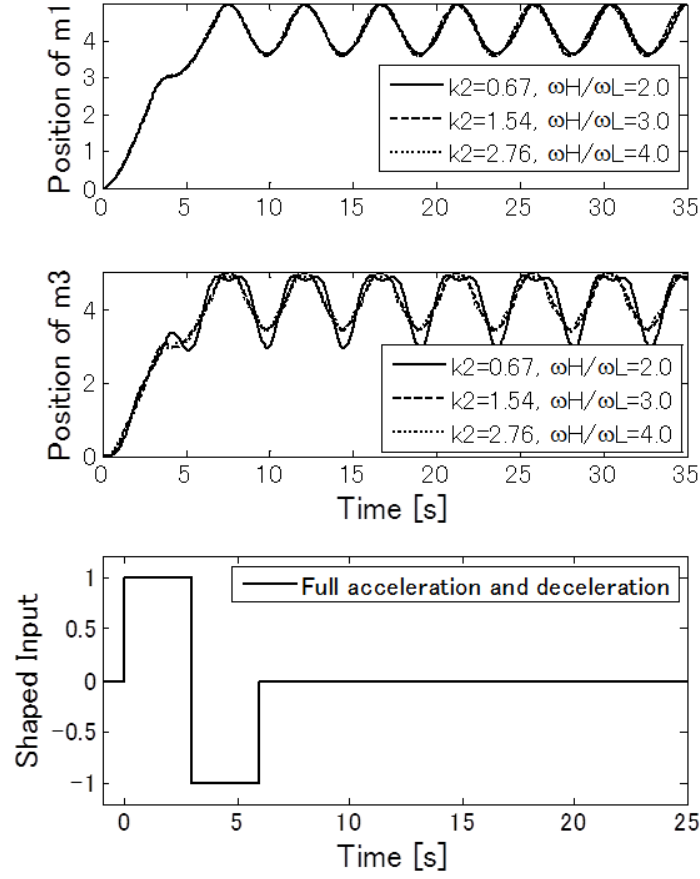 Position of m1
4
3
2
1
0
k2=0.67, ωH/ωL=2.0
k2=1.54, ωH/ωL=3.0
k2=2.76, ωH/ωL=4.0
0 5 10 15 20 25 30 35
Position of m3
4
2
0
k2=0.67, ωH/ωL=2.0
k2=1.54, ωH/ωL=3.0
k2=2.76, ωH/ωL=4.0
0 5 10 15 20 25 30 35
Time [s]
Shaped Input
1
0.5
0
-0.5
-1
Full acceleration and deceleration
0 5 10 15 20 25
Time [s]